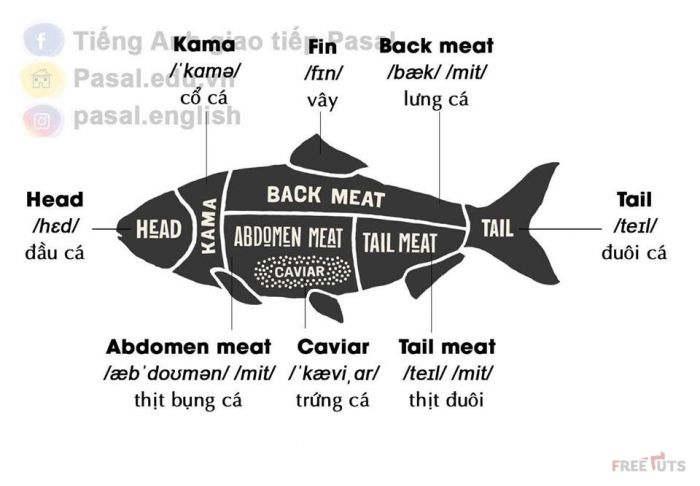 Tiếng Anh giao tiếp Pasal
Pasal.edu.vn
pasal.english
Kama
/ˈkɑmə/
cổ cá
Fin
/fɪn/
vây
Back meat
/bæk/ /mit/
lưng cá
Head
/hɛd/
đầu cá
Tail
/teɪl/
đuôi cá
HEAD
KAMA
BACK MEAT
ABDOMEN MEAT
TAIL MEAT
TAIL
CAVIAR
Abdomen meat
/æbˈdoʊmən/ /mit/
thịt bụng cá
Caviar
/ˈkæviˌɑr/
trứng cá
Tail meat
/teɪl/ /mit/
thịt đuôi
FREETUTS